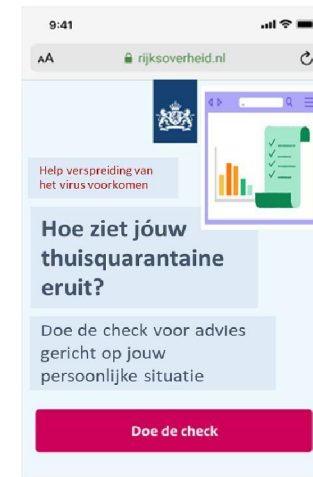 9:41
AA rijksoverheid.nl
Help verspreiding van
het virus voorkomen
Hoe ziet jóuw
thuisquarantaine
eruit?
Doe de check voor advies
gericht op jouw
persoonlijke situatie
Doe de check